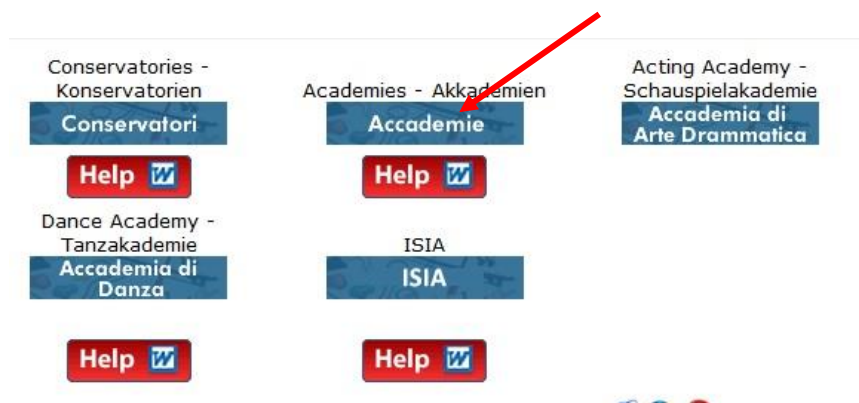 Conservatories -
Konservatorien
Conservatori
Help W
Academies - Akkademien
Accademie
Help W
Acting Academy -
Schauspielakademie
Accademia di
Arte Drammatica
Dance Academy -
Tanzakademie
Accademia di
Danza
Help W
ISIA
ISIA
Help W